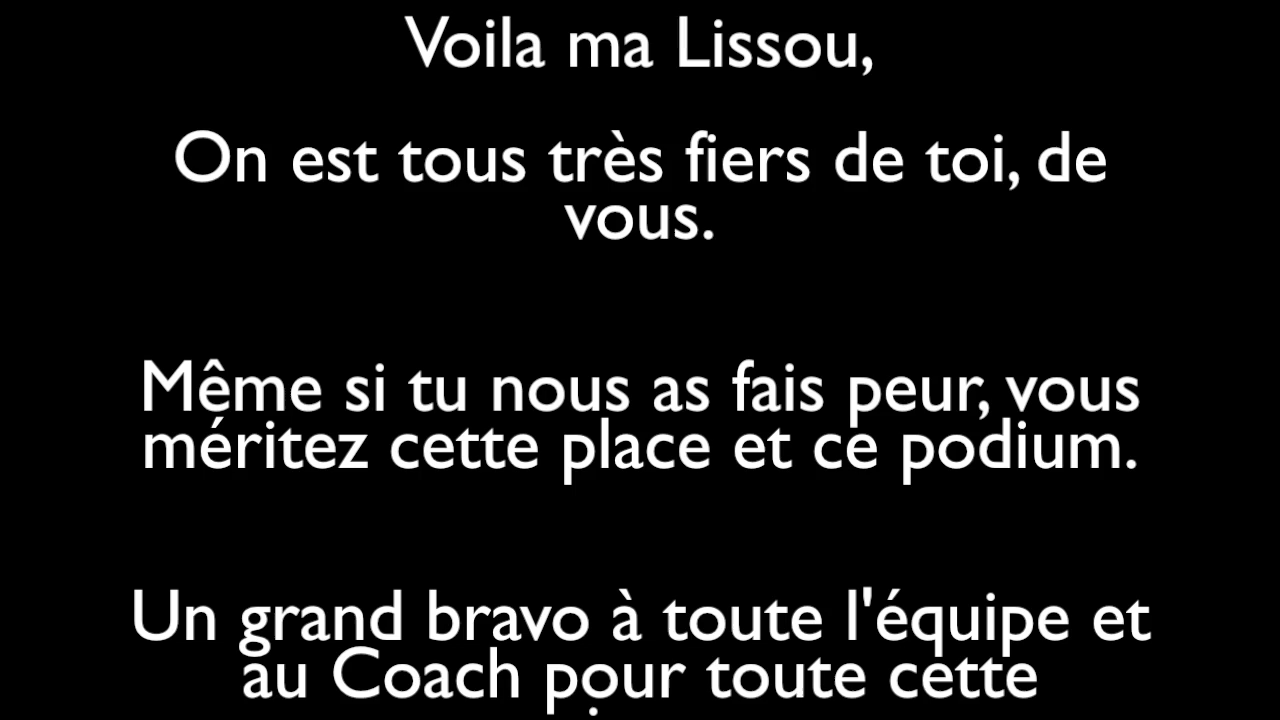 Voila ma Lissou,
On est tous très fiers de toi, de
vous.
Même si tu nous as fais peur, vous
méritez cette place et ce podium.
Un grand bravo à toute l'équipe et
au Coach pour toute cette